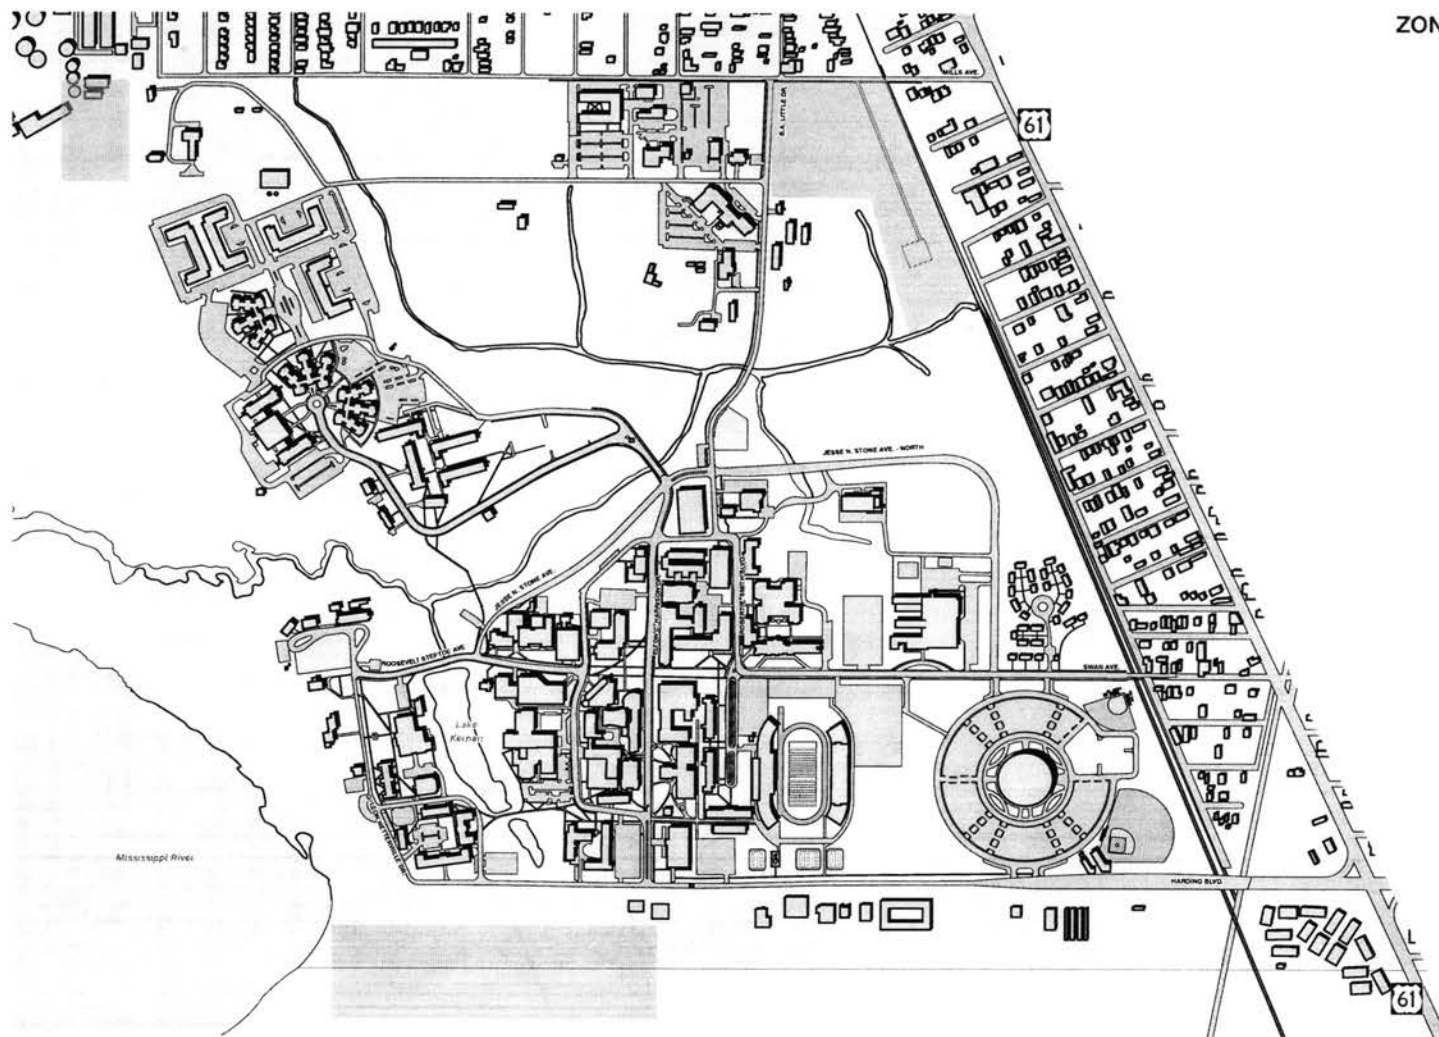 ZON
MILLS AVE.
61
B.A. LITTLE DR.
JESSE N. STONE AVE. - NORTH
JESSE N. STONE AVE.
ROOSEVELT STEPTOE AVE
SWAN AVE.
Lake
Kernan
Mississippi River
HARDING BLVD
61